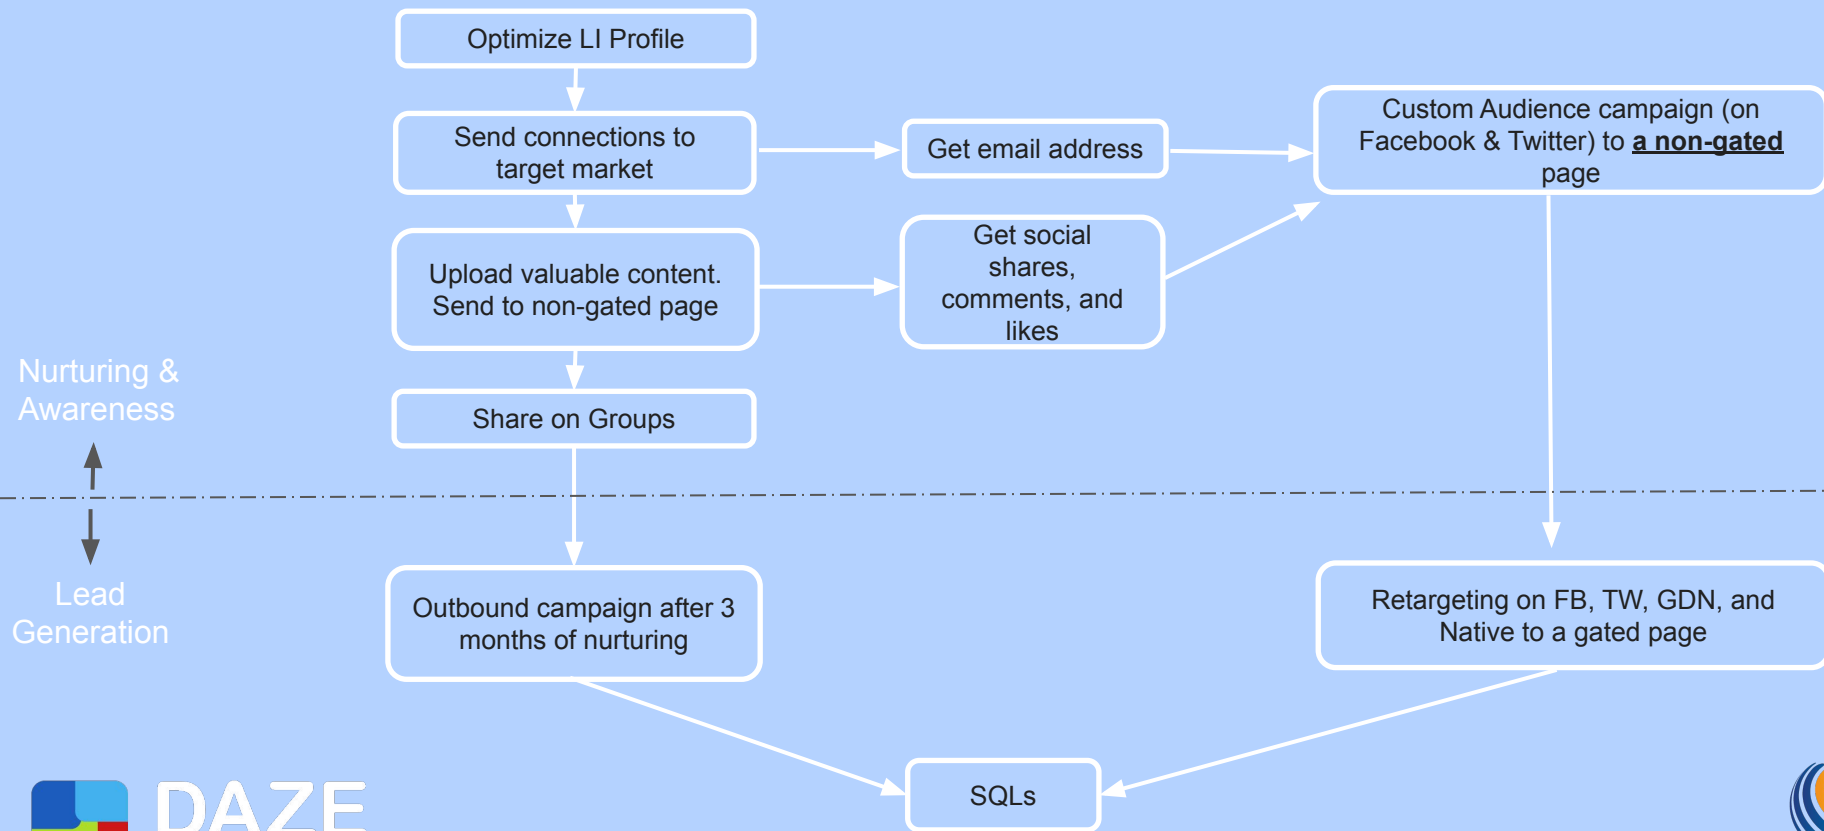 Optimize LI Profile
Send connections to
target market
Get email address
Custom Audience campaign (on
Facebook & Twitter) to a non-gated
page
Upload valuable content.
Send to non-gated page
Get social
shares,
comments, and
likes
Nurturing &
Awareness
Share on Groups
Lead
Generation
Outbound campaign after 3
months of nurturing
Retargeting on FB, TW, GDN, and
Native to a gated page
SQLs
DAZE